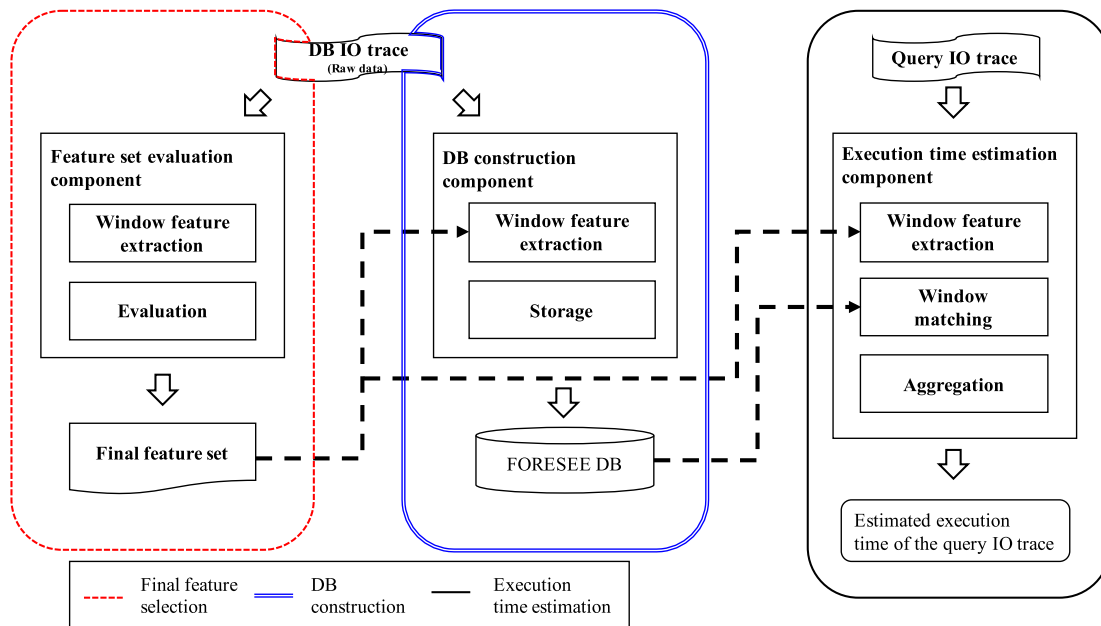 DB IO trace
(Raw data)
Query IO trace
Feature set evaluation
component
Window feature
extraction
Evaluation
Final feature set
DB construction
component
Window feature
extraction
Storage
FORESEE DB
Execution time estimation
component
Window feature
extraction
Window
matching
Aggregation
Estimated execution
time of the query IO trace
Final feature
selection
DB
construction
Execution
time estimation